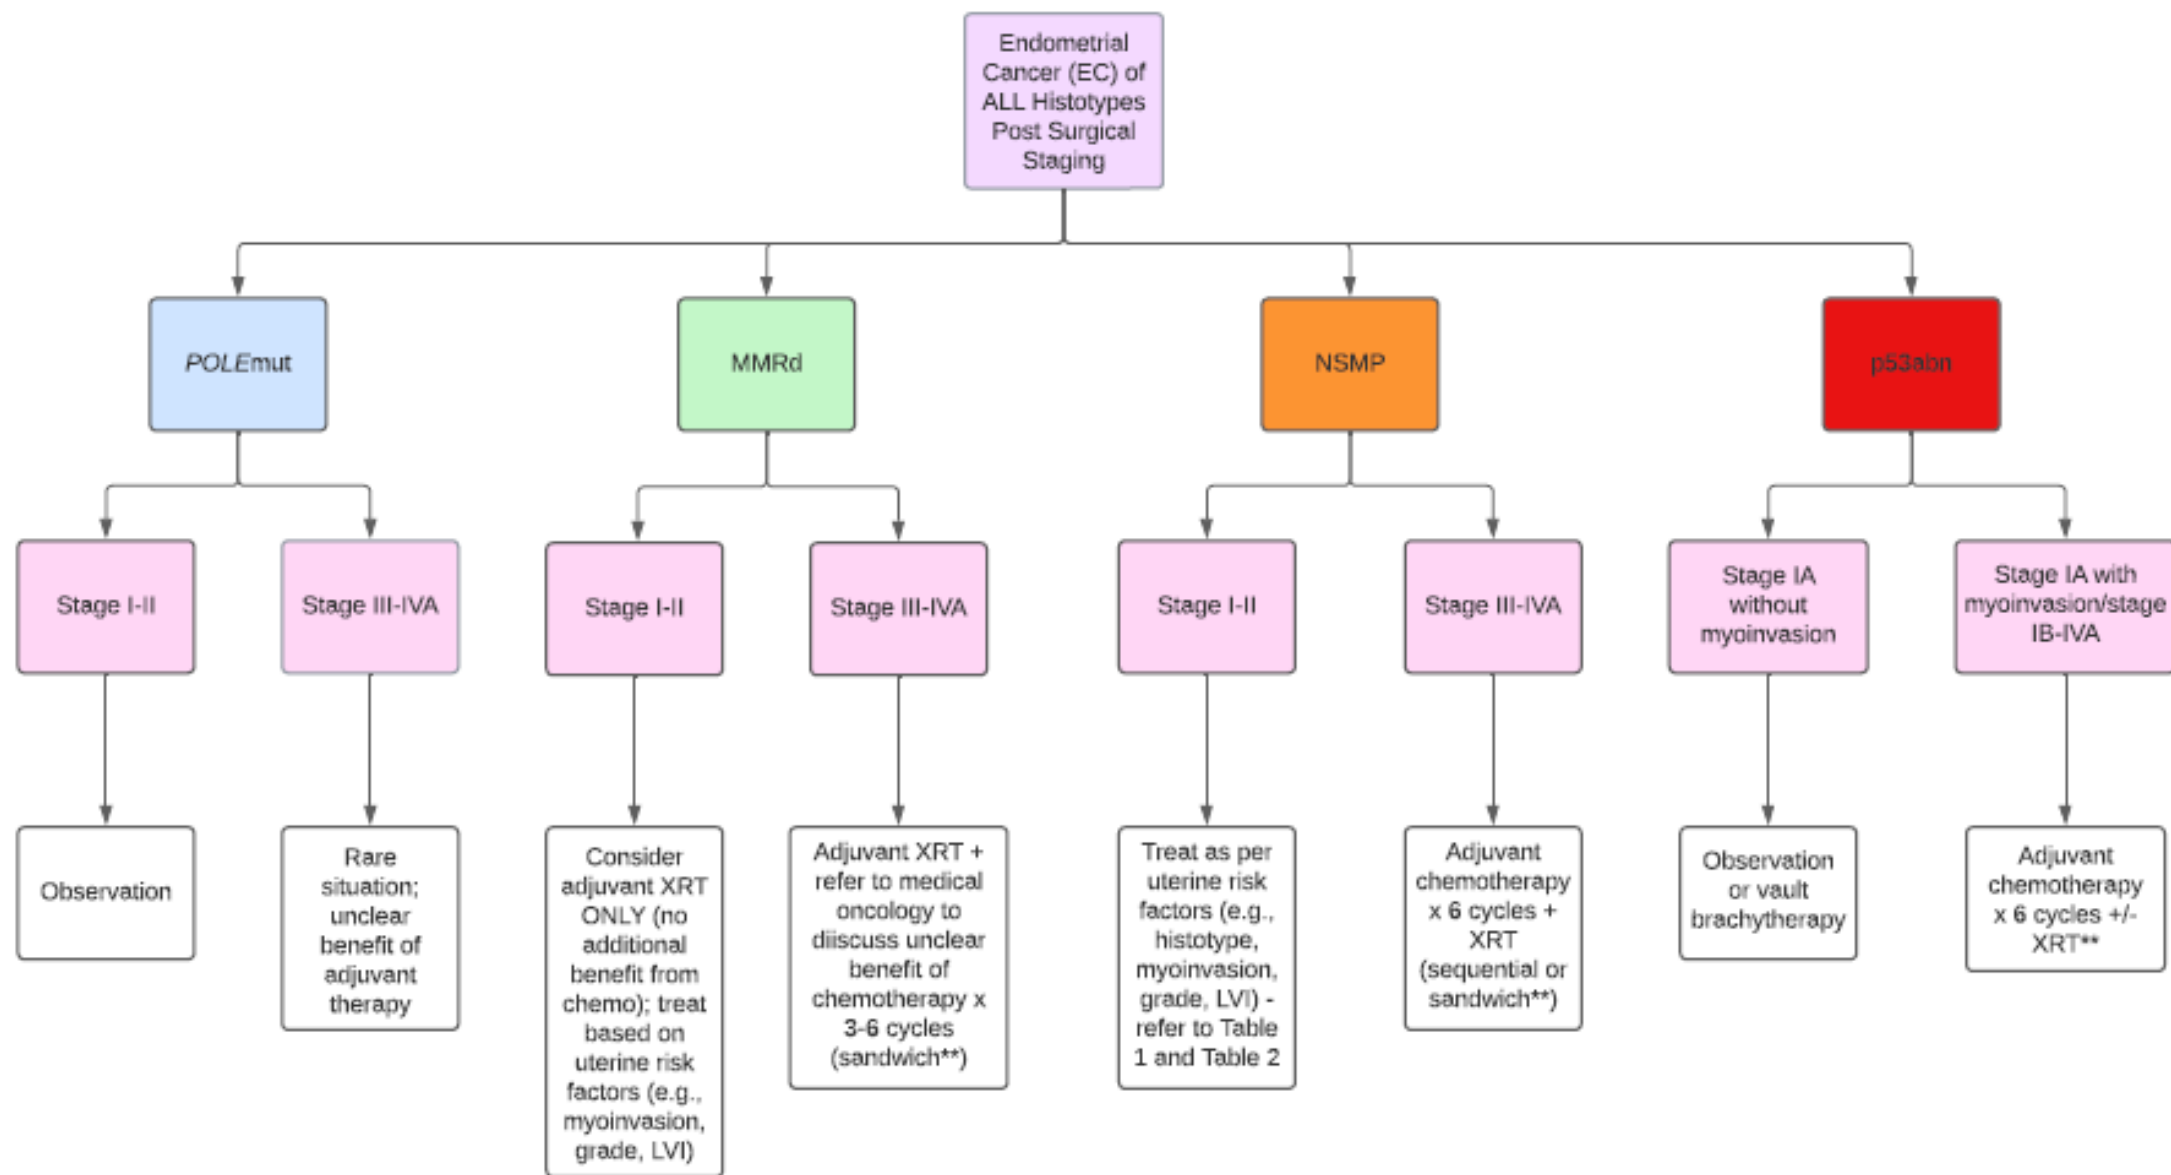 Endometrial
Cancer (EC) of
ALL Histotypes
Post Surgical
Staging
POLEmut
MMRd
NSMP
p53abn
Stage I-II
Stage III-IVA
Stage I-II
Stage III-IVA
Stage I-II
Stage III-IVA
Stage IA
without
myoinvasion
Stage IA with
myoinvasion/stage
IB-IVA
Observation
Rare
situation;
unclear
benefit of
adjuvant
therapy
Consider
adjuvant XRT
ONLY (no
additional
benefit from
chemo); treat
based on
uterine risk
factors (e.g.,
myoinvasion,
grade, LVI)
Adjuvant XRT +
refer to medical
oncology to
diiscuss unclear
benefit of
chemotherapy x
3-6 cycles
(sandwich**)
Treat as per
uterine risk
factors (e.g.,
histotype,
myoinvasion,
grade, LVI) -
refer to Table
1 and Table 2
Adjuvant
chemotherapy
x 6 cycles +
XRT
(sequential or
sandwich**)
Observation
or vault
brachytherapy
Adjuvant
chemotherapy
x 6 cycles +/-
XRT**